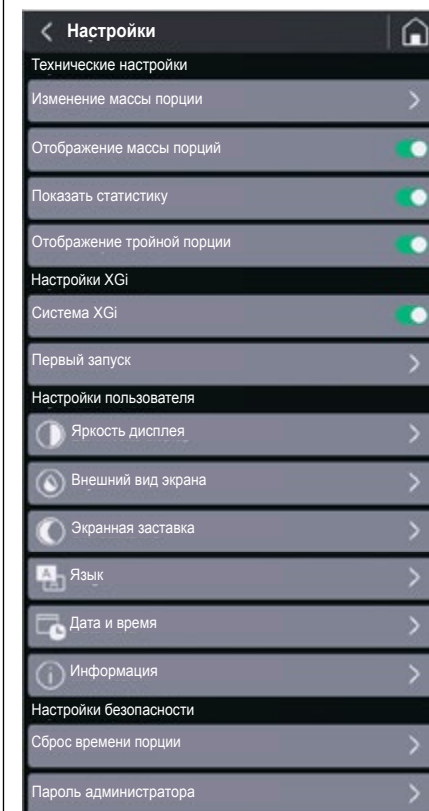 Настройки
Технические настройки
Изменение массы порции
Отображение массы порций
Показать статистику
Отображение тройной порции
Настройки XGi
Система XGi
Первый запуск
Настройки пользователя
Яркость дисплея
Внешний вид экрана
Экранная заставка
Язык
Дата и время
Информация
Настройки безопасности
Сброс времени порции
Пароль администратора